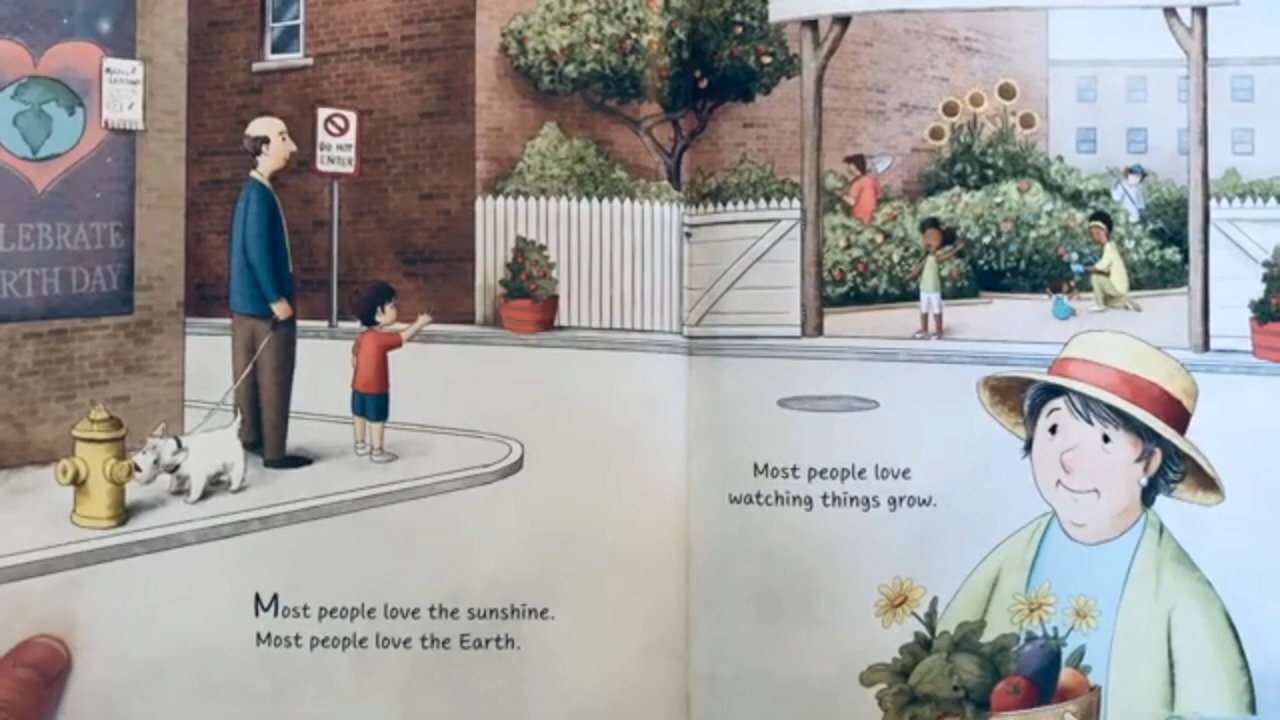 LEBRATE
RTH DAY
DO NOT
ENTER
Most people love the sunshine.
Most people love the Earth.
Most people love
watching things grow.